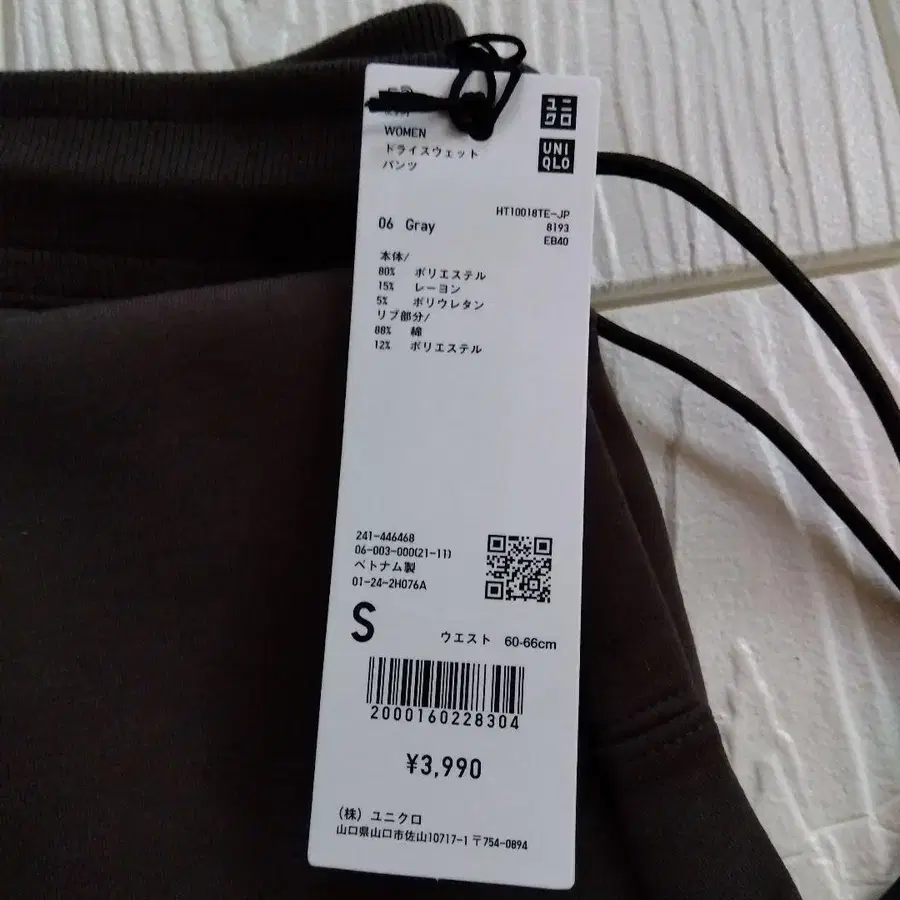 ユニ
クロ
UNI
QLO
WOMEN
ドライスウェット
パンツ
HT10018TE-JP
06 Gray
8193
EB40
本体/
80% ポリエステル
15% レーヨン
5% ポリウレタン
リブ部分/
88% 綿
12% ポリエステル
241-446468
06-003-000(21-11)
ベトナム製
01-24-2H076A
S
ウエスト 60-66cm
2000160228304
¥3,990
(株) ユニクロ
山口県山口市佐山10717-1 〒754-0894